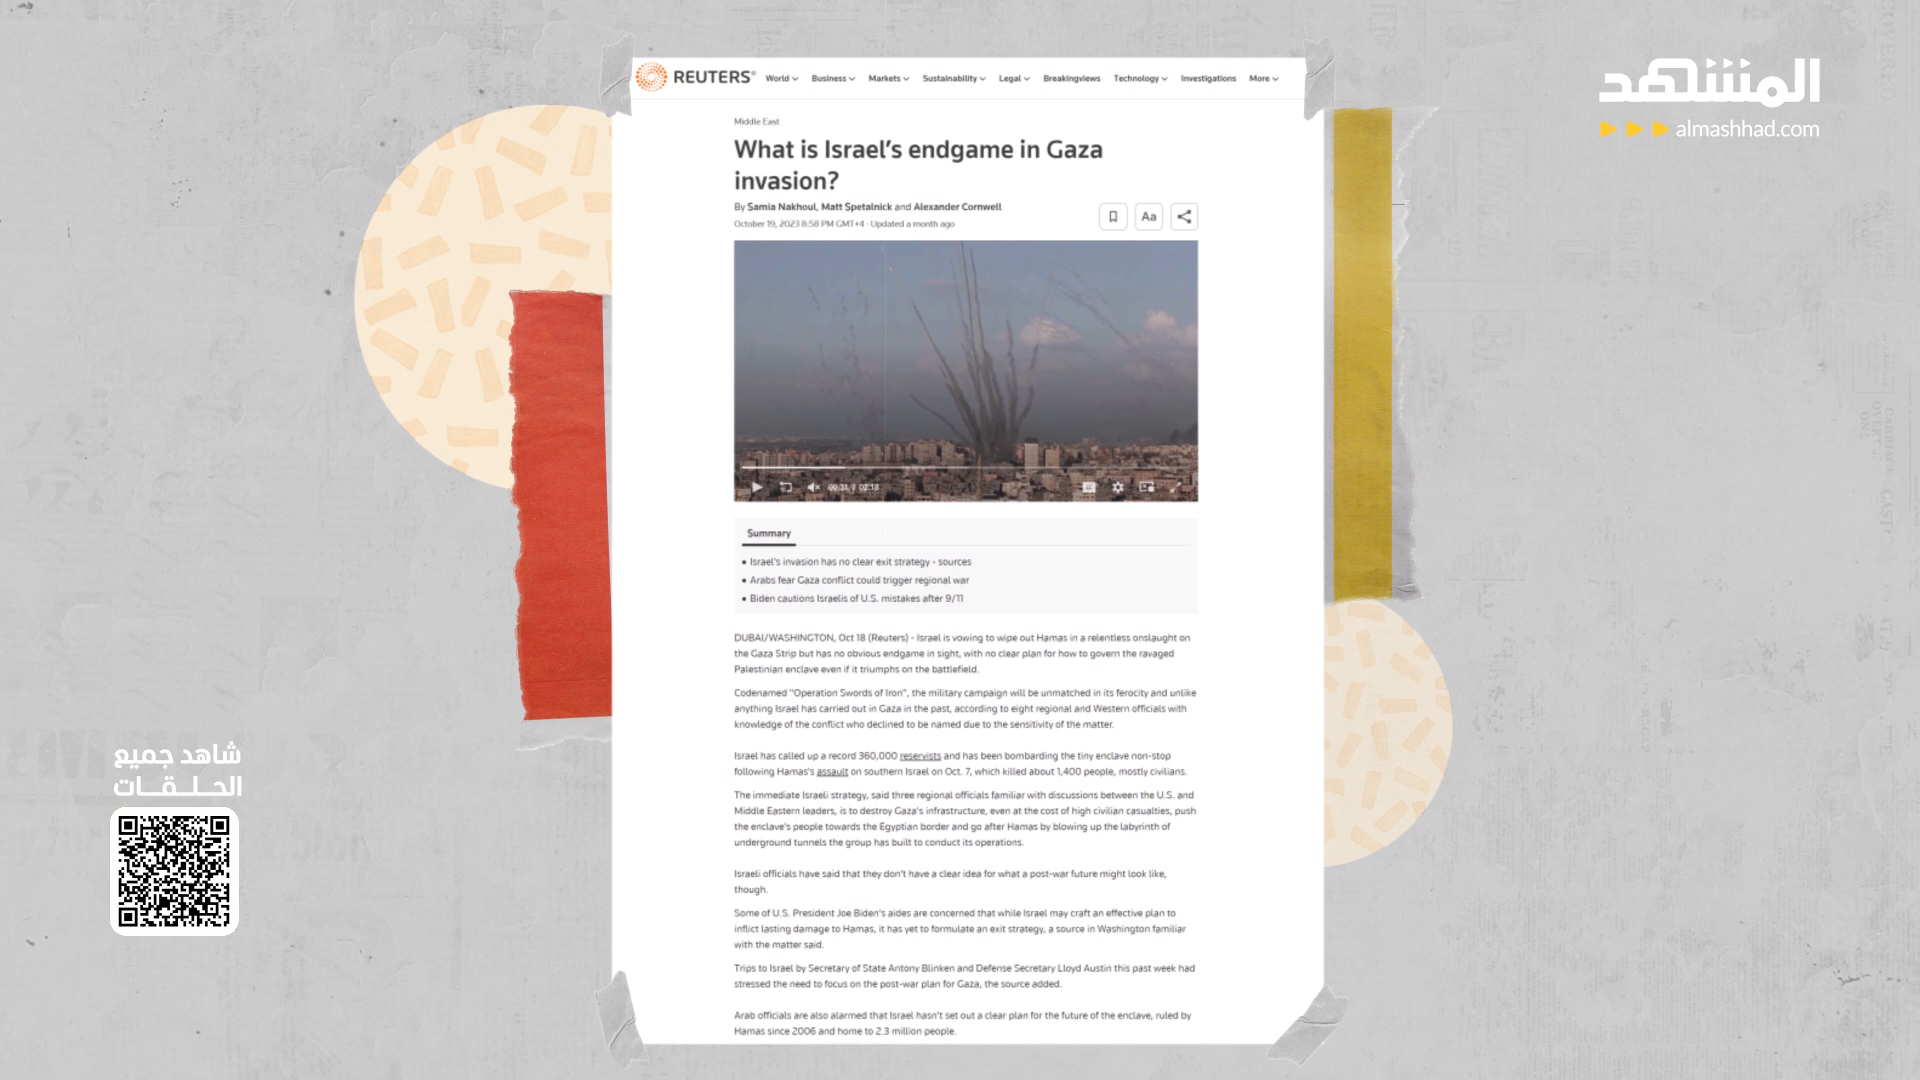 REUTERS®
World Business Markets Sustainability Legal Breakingviews Technology Investigations More
المشهد
almashhad.com
Middle East
What is Israel's endgame in Gaza
invasion?
By Samia Nakhoul, Matt Spetalnick and Alexander Cornwell
October 19, 2023 8:58 PM GMT+4 · Updated a month ago
Aa
00:31 / 02:18
Summary
• Israel's invasion has no clear exit strategy - sources
• Arabs fear Gaza conflict could trigger regional war
• Biden cautions Israelis of U.S. mistakes after 9/11
DUBAI/WASHINGTON, Oct 18 (Reuters) - Israel is vowing to wipe out Hamas in a relentless onslaught on
the Gaza Strip but has no obvious endgame in sight, with no clear plan for how to govern the ravaged
Palestinian enclave even if it triumphs on the battlefield.
Codenamed "Operation Swords of Iron", the military campaign will be unmatched in its ferocity and unlike
anything Israel has carried out in Gaza in the past, according to eight regional and Western officials with
knowledge of the conflict who declined to be named due to the sensitivity of the matter.
Israel has called up a record 360,000 reservists and has been bombarding the tiny enclave non-stop
following Hamas's assault on southern Israel on Oct. 7, which killed about 1,400 people, mostly civilians.
The immediate Israeli strategy, said three regional officials familiar with discussions between the U.S. and
Middle Eastern leaders, is to destroy Gaza's infrastructure, even at the cost of high civilian casualties, push
the enclave's people towards the Egyptian border and go after Hamas by blowing up the labyrinth of
underground tunnels the group has built to conduct its operations.
Israeli officials have said that they don't have a clear idea for what a post-war future might look like,
though.
Some of U.S. President Joe Biden's aides are concerned that while Israel may craft an effective plan to
inflict lasting damage to Hamas, it has yet to formulate an exit strategy, a source in Washington familiar
with the matter said.
Trips to Israel by Secretary of State Antony Blinken and Defense Secretary Lloyd Austin this past week had
stressed the need to focus on the post-war plan for Gaza, the source added.
Arab officials are also alarmed that Israel hasn't set out a clear plan for the future of the enclave, ruled by
Hamas since 2006 and home to 2.3 million people.
شاهد جميع
الحلقات